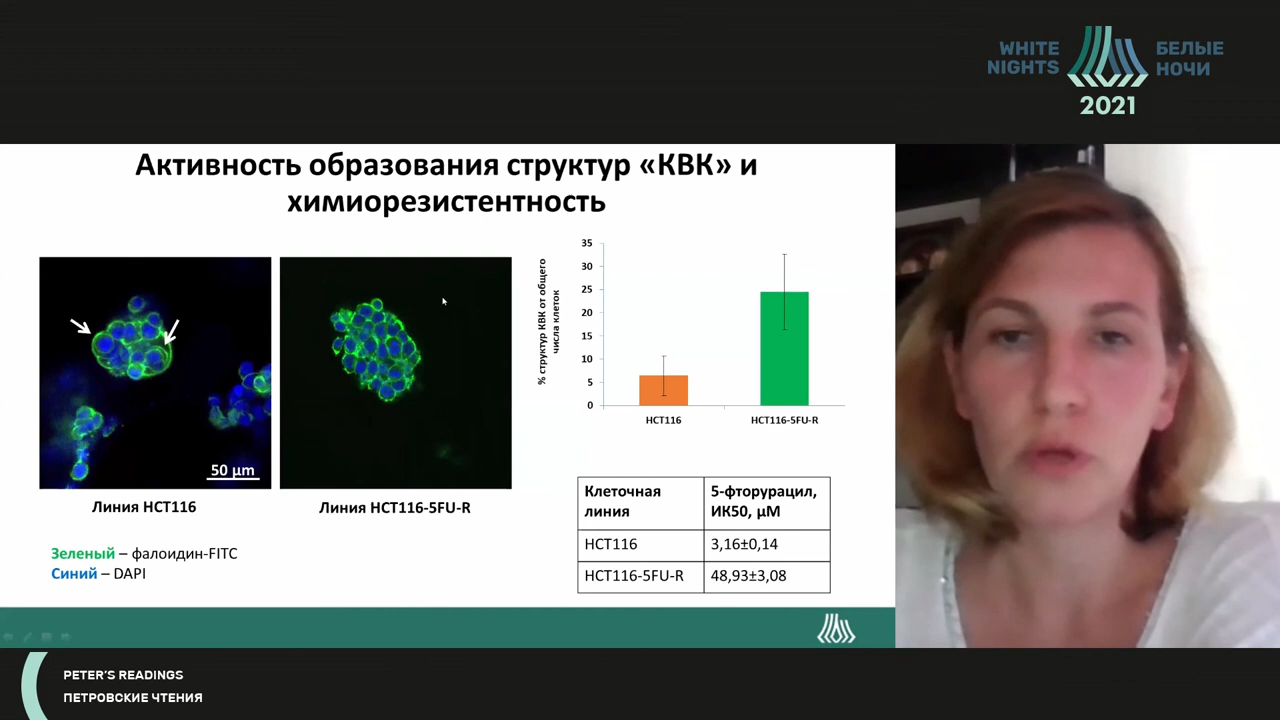 WHITE NIGHTS
БЕЛЫЕ НОЧИ
2021
Активность образования структур «КВК» и
химиорезистентность
50 µm
Линия HCT116
Линия HCT116-5FU-R
Зеленый – фалоидин-FITC
Синий – DAPI
% структур КВК от общего
числа клеток
35
30
25
20
15
10
5
0
HCT116
HCT116-5FU-R
Клеточная линия
5-фторурацил, ИК50, µМ
HCT116
3,16±0,14
HCT116-5FU-R
48,93±3,08
PETER'S READINGS
ПЕТРОВСКИЕ ЧТЕНИЯ